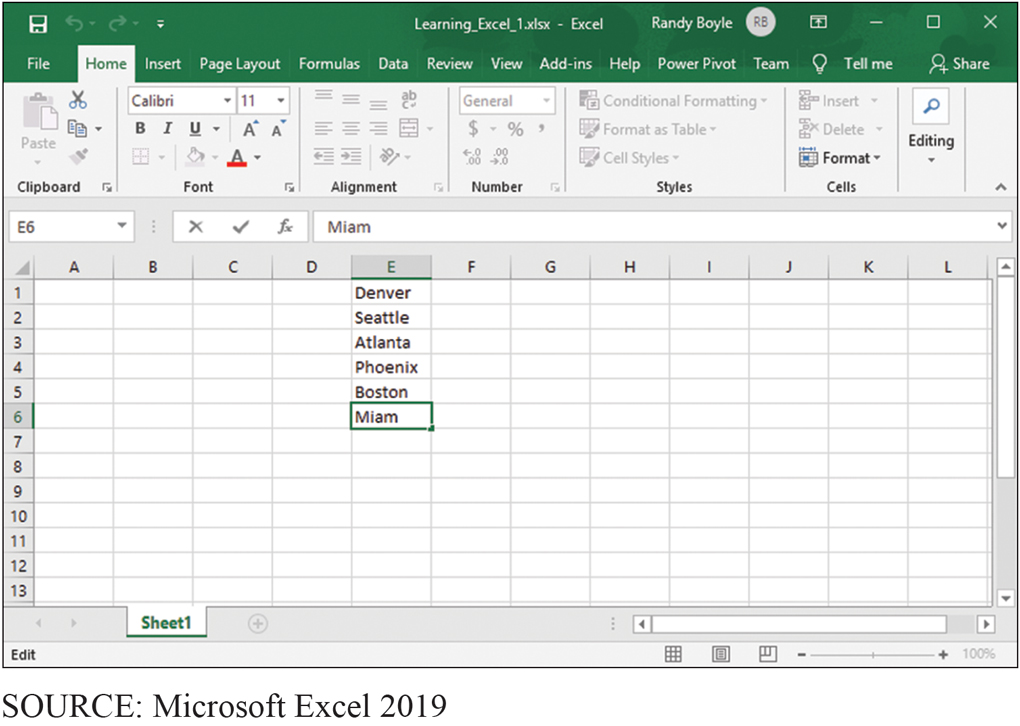 Learning_Excel_1.xlsx - Excel Randy Boyle RB
File Home Insert Page Layout Formulas Data Review View Add-ins Help Power Pivot Team Tell me Share
Calibri 11 ab c General Conditional Formatting Insert
Paste B I U A A $ % , Format as Table Delete Editing
A .00 .0 Cell Styles Format
Clipboard Font Alignment Number Styles Cells
E6 fx Miam
A B C D E F G H I J K L
1 Denver
2 Seattle
3 Atlanta
4 Phoenix
5 Boston
6 Miam
7
8
9
10
11
12
13
Sheet1
Edit 100%
SOURCE: Microsoft Excel 2019